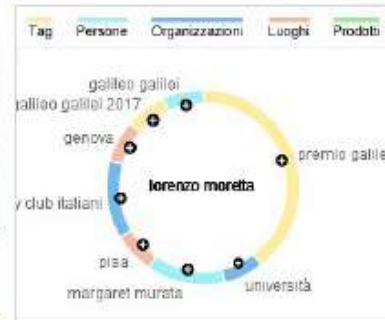 Tag Persone Organizzazioni Luoghi Prodotti
galileo galilei
galileo galilei 2017
genova
premio galile
lorenzo moretta
y club italiani
pisa
margaret murata
università